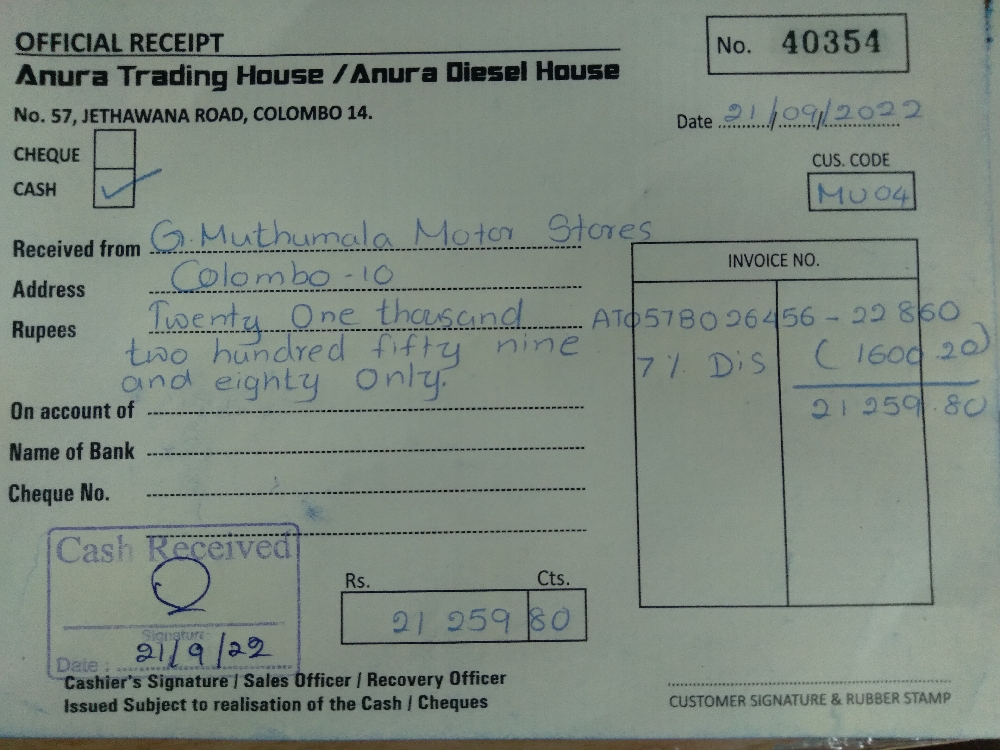 OFFICIAL RECEIPT
No. 40354
Anura Trading House / Anura Diesel House
No. 57, JETHAWANA ROAD, COLOMBO 14.
Date 21/09/2022
CHEQUE
CASH ✓
CUS. CODE
MU04
Received from G. Muthumala Motor Stores
Address Colombo - 10
Rupees Twenty One thousand
two hundred fifty nine
and eighty Only.
INVOICE NO.
AT057B026456 - 22860
7% Dis (1600.20)
21259.80
On account of
Name of Bank
Cheque No.
Cash Received
Signature
Date : 21/9/22
Rs. Cts.
21 259 80
Cashier's Signature / Sales Officer / Recovery Officer
Issued Subject to realisation of the Cash / Cheques
CUSTOMER SIGNATURE & RUBBER STAMP